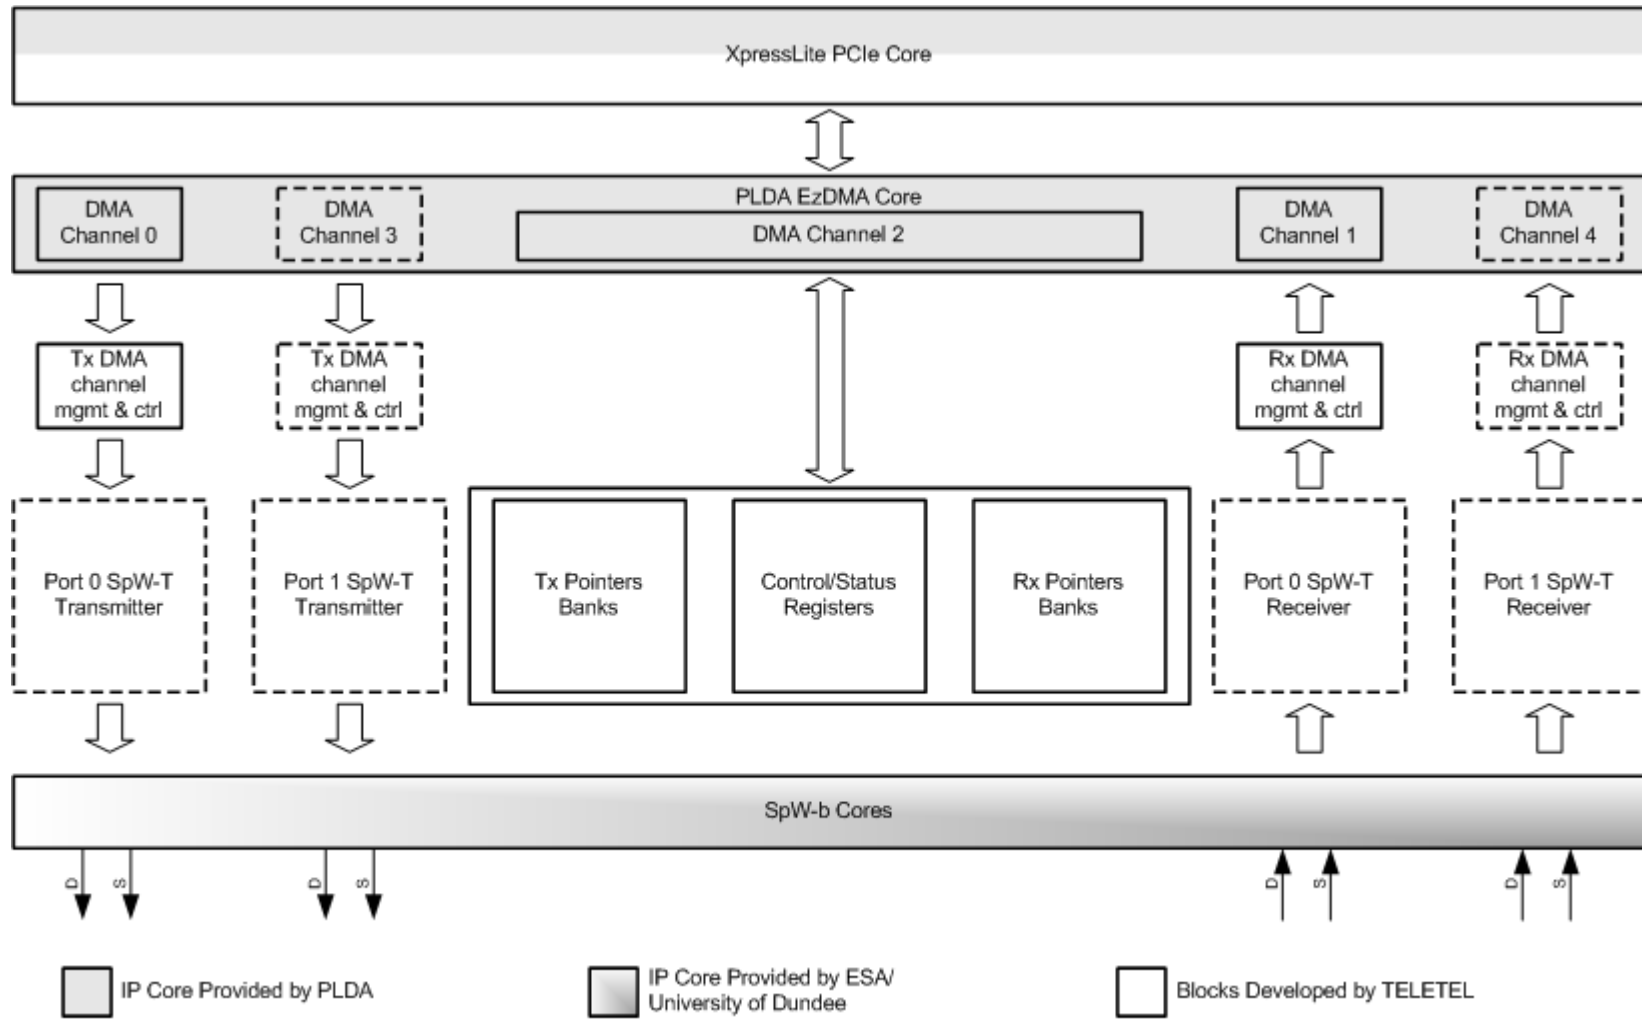 XpressLite PCIe Core
PLDA EzDMA Core
DMA
Channel 0
DMA
Channel 3
DMA Channel 2
DMA
Channel 1
DMA
Channel 4
Tx DMA
channel
mgmt & ctrl
Tx DMA
channel
mgmt & ctrl
Rx DMA
channel
mgmt & ctrl
Rx DMA
channel
mgmt & ctrl
Port 0 SpW-T
Transmitter
Port 1 SpW-T
Transmitter
Tx Pointers
Banks
Control/Status
Registers
Rx Pointers
Banks
Port 0 SpW-T
Receiver
Port 1 SpW-T
Receiver
SpW-b Cores
D
S
D
S
D
S
D
S
IP Core Provided by PLDA
IP Core Provided by ESA/
University of Dundee
Blocks Developed by TELETEL